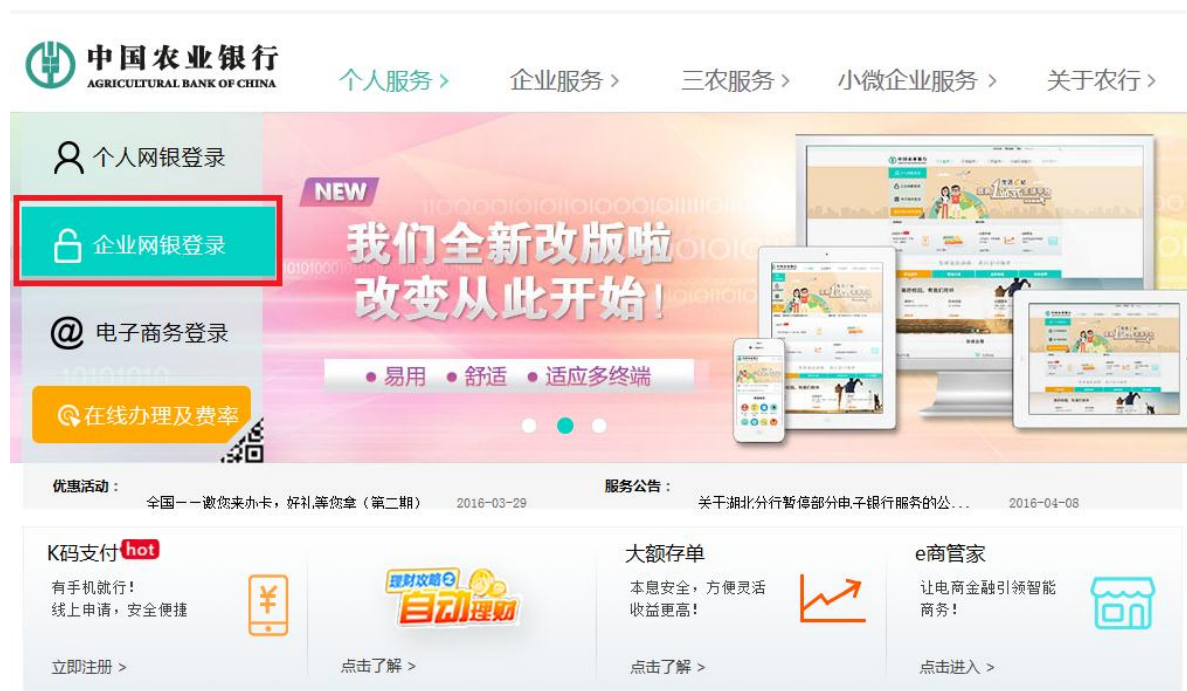 中国农业银行
AGRICULTURAL BANK OF CHINA
个人服务 >
企业服务 >
三农服务 >
小微企业服务 >
关于农行 >
个人网银登录
企业网银登录
@ 电子商务登录
在线办理及费率
NEW
我们全新改版啦
改变从此开始!
• 易用 • 舒适 • 适应多终端
优惠活动:
全国——邀您来办卡,好礼等您拿(第二期) 2016-03-29
服务公告:
关于湖北分行暂停部分电子银行服务的公... 2016-04-08
K码支付 hot
有手机就行!
线上申请,安全便捷
立即注册 >
理财攻略2
自动理财
点击了解 >
大额存单
本息安全,方便灵活
收益更高!
点击了解 >
e商管家
让电商金融引领智能
商务!
点击进入 >